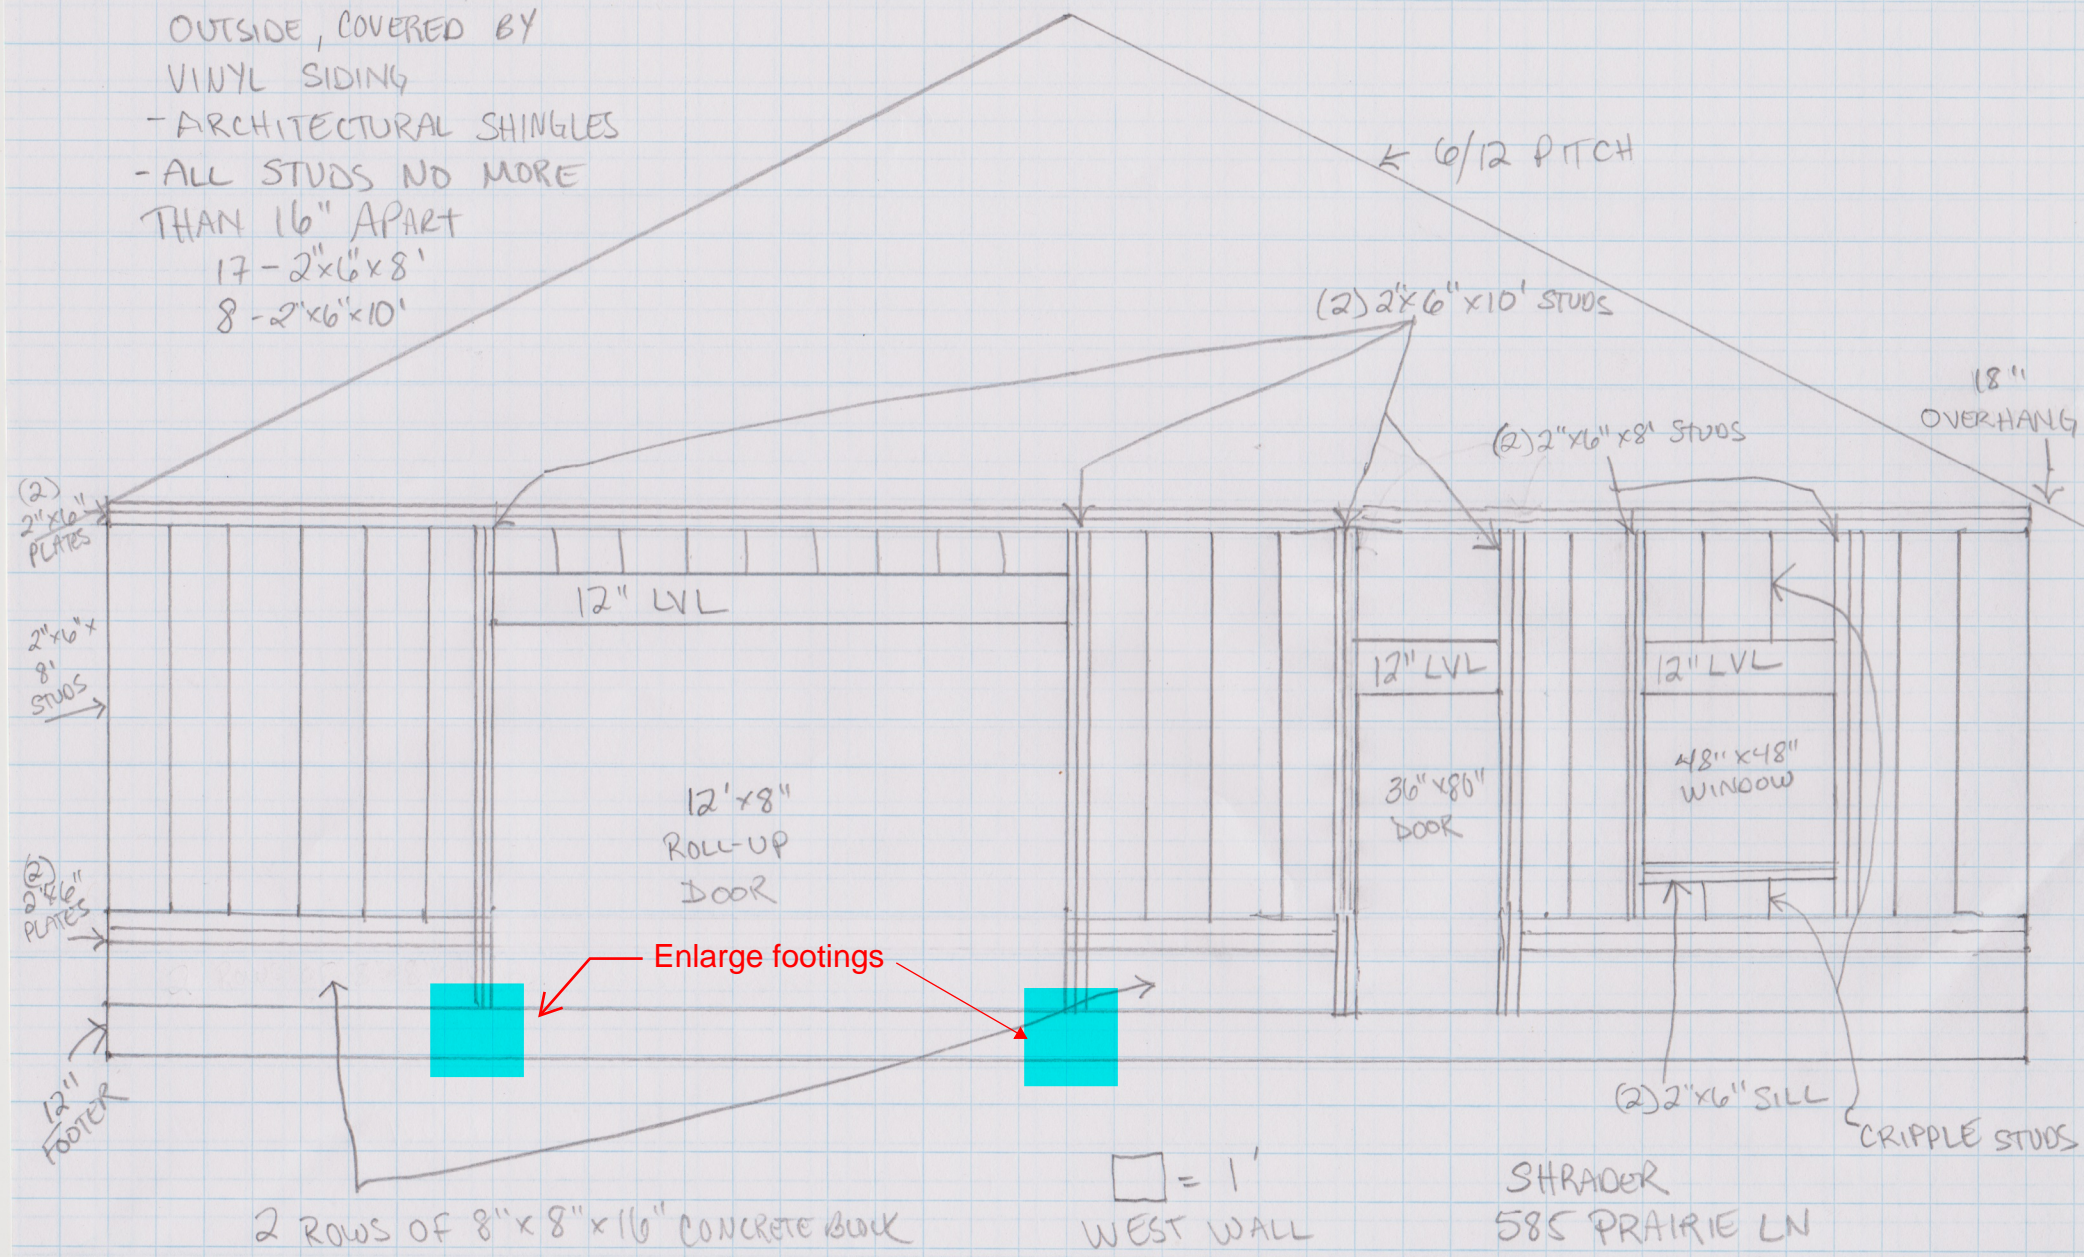 OUTSIDE, COVERED BY
VINYL SIDING
- ARCHITECTURAL SHINGLES
- ALL STUDS NO MORE
THAN 16" APART
17 - 2"x6"x8'
8 - 2"x6"x10'
6/12 PITCH
(2) 2"x6"x10' STUDS
18"
OVERHANG
(2) 2"x6"x8' STUDS
(2)
2"x6"
PLATES
12" LVL
2"x6"x
8'
STUDS
12" LVL
12" LVL
48"x48"
WINDOW
36"x80"
DOOR
12'x8"
ROLL-UP
DOOR
(2)
2"x6"
PLATES
Enlarge footings
12"
FOOTER
(2) 2"x6" SILL
CRIPPLE STUDS
2 ROWS OF 8"x8"x16" CONCRETE BLOCK
= 1'
WEST WALL
SHRADER
585 PRAIRIE LN